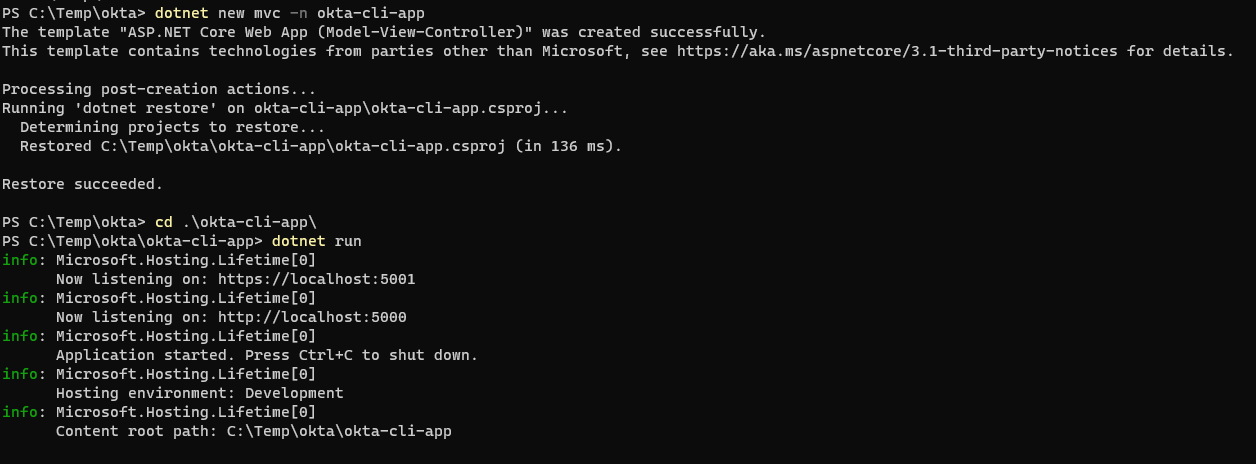 PS C:\Temp\okta> dotnet new mvc -n okta-cli-app
The template "ASP.NET Core Web App (Model-View-Controller)" was created successfully.
This template contains technologies from parties other than Microsoft, see https://aka.ms/aspnetcore/3.1-third-party-notices for details.

Processing post-creation actions...
Running 'dotnet restore' on okta-cli-app\okta-cli-app.csproj...
  Determining projects to restore...
  Restored C:\Temp\okta\okta-cli-app\okta-cli-app.csproj (in 136 ms).

Restore succeeded.

PS C:\Temp\okta> cd .\okta-cli-app\
PS C:\Temp\okta\okta-cli-app> dotnet run
info: Microsoft.Hosting.Lifetime[0]
      Now listening on: https://localhost:5001
info: Microsoft.Hosting.Lifetime[0]
      Now listening on: http://localhost:5000
info: Microsoft.Hosting.Lifetime[0]
      Application started. Press Ctrl+C to shut down.
info: Microsoft.Hosting.Lifetime[0]
      Hosting environment: Development
info: Microsoft.Hosting.Lifetime[0]
      Content root path: C:\Temp\okta\okta-cli-app